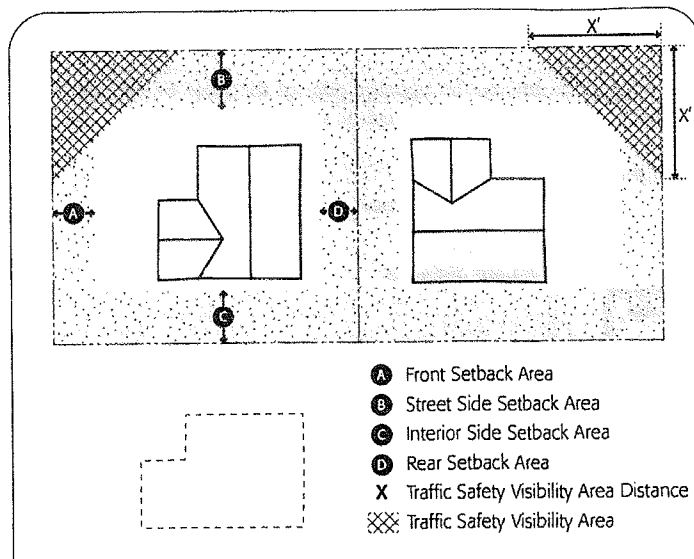 X'
B
X'
A
D
C
A Front Setback Area
B Street Side Setback Area
C Interior Side Setback Area
D Rear Setback Area
X Traffic Safety Visibility Area Distance
Traffic Safety Visibility Area